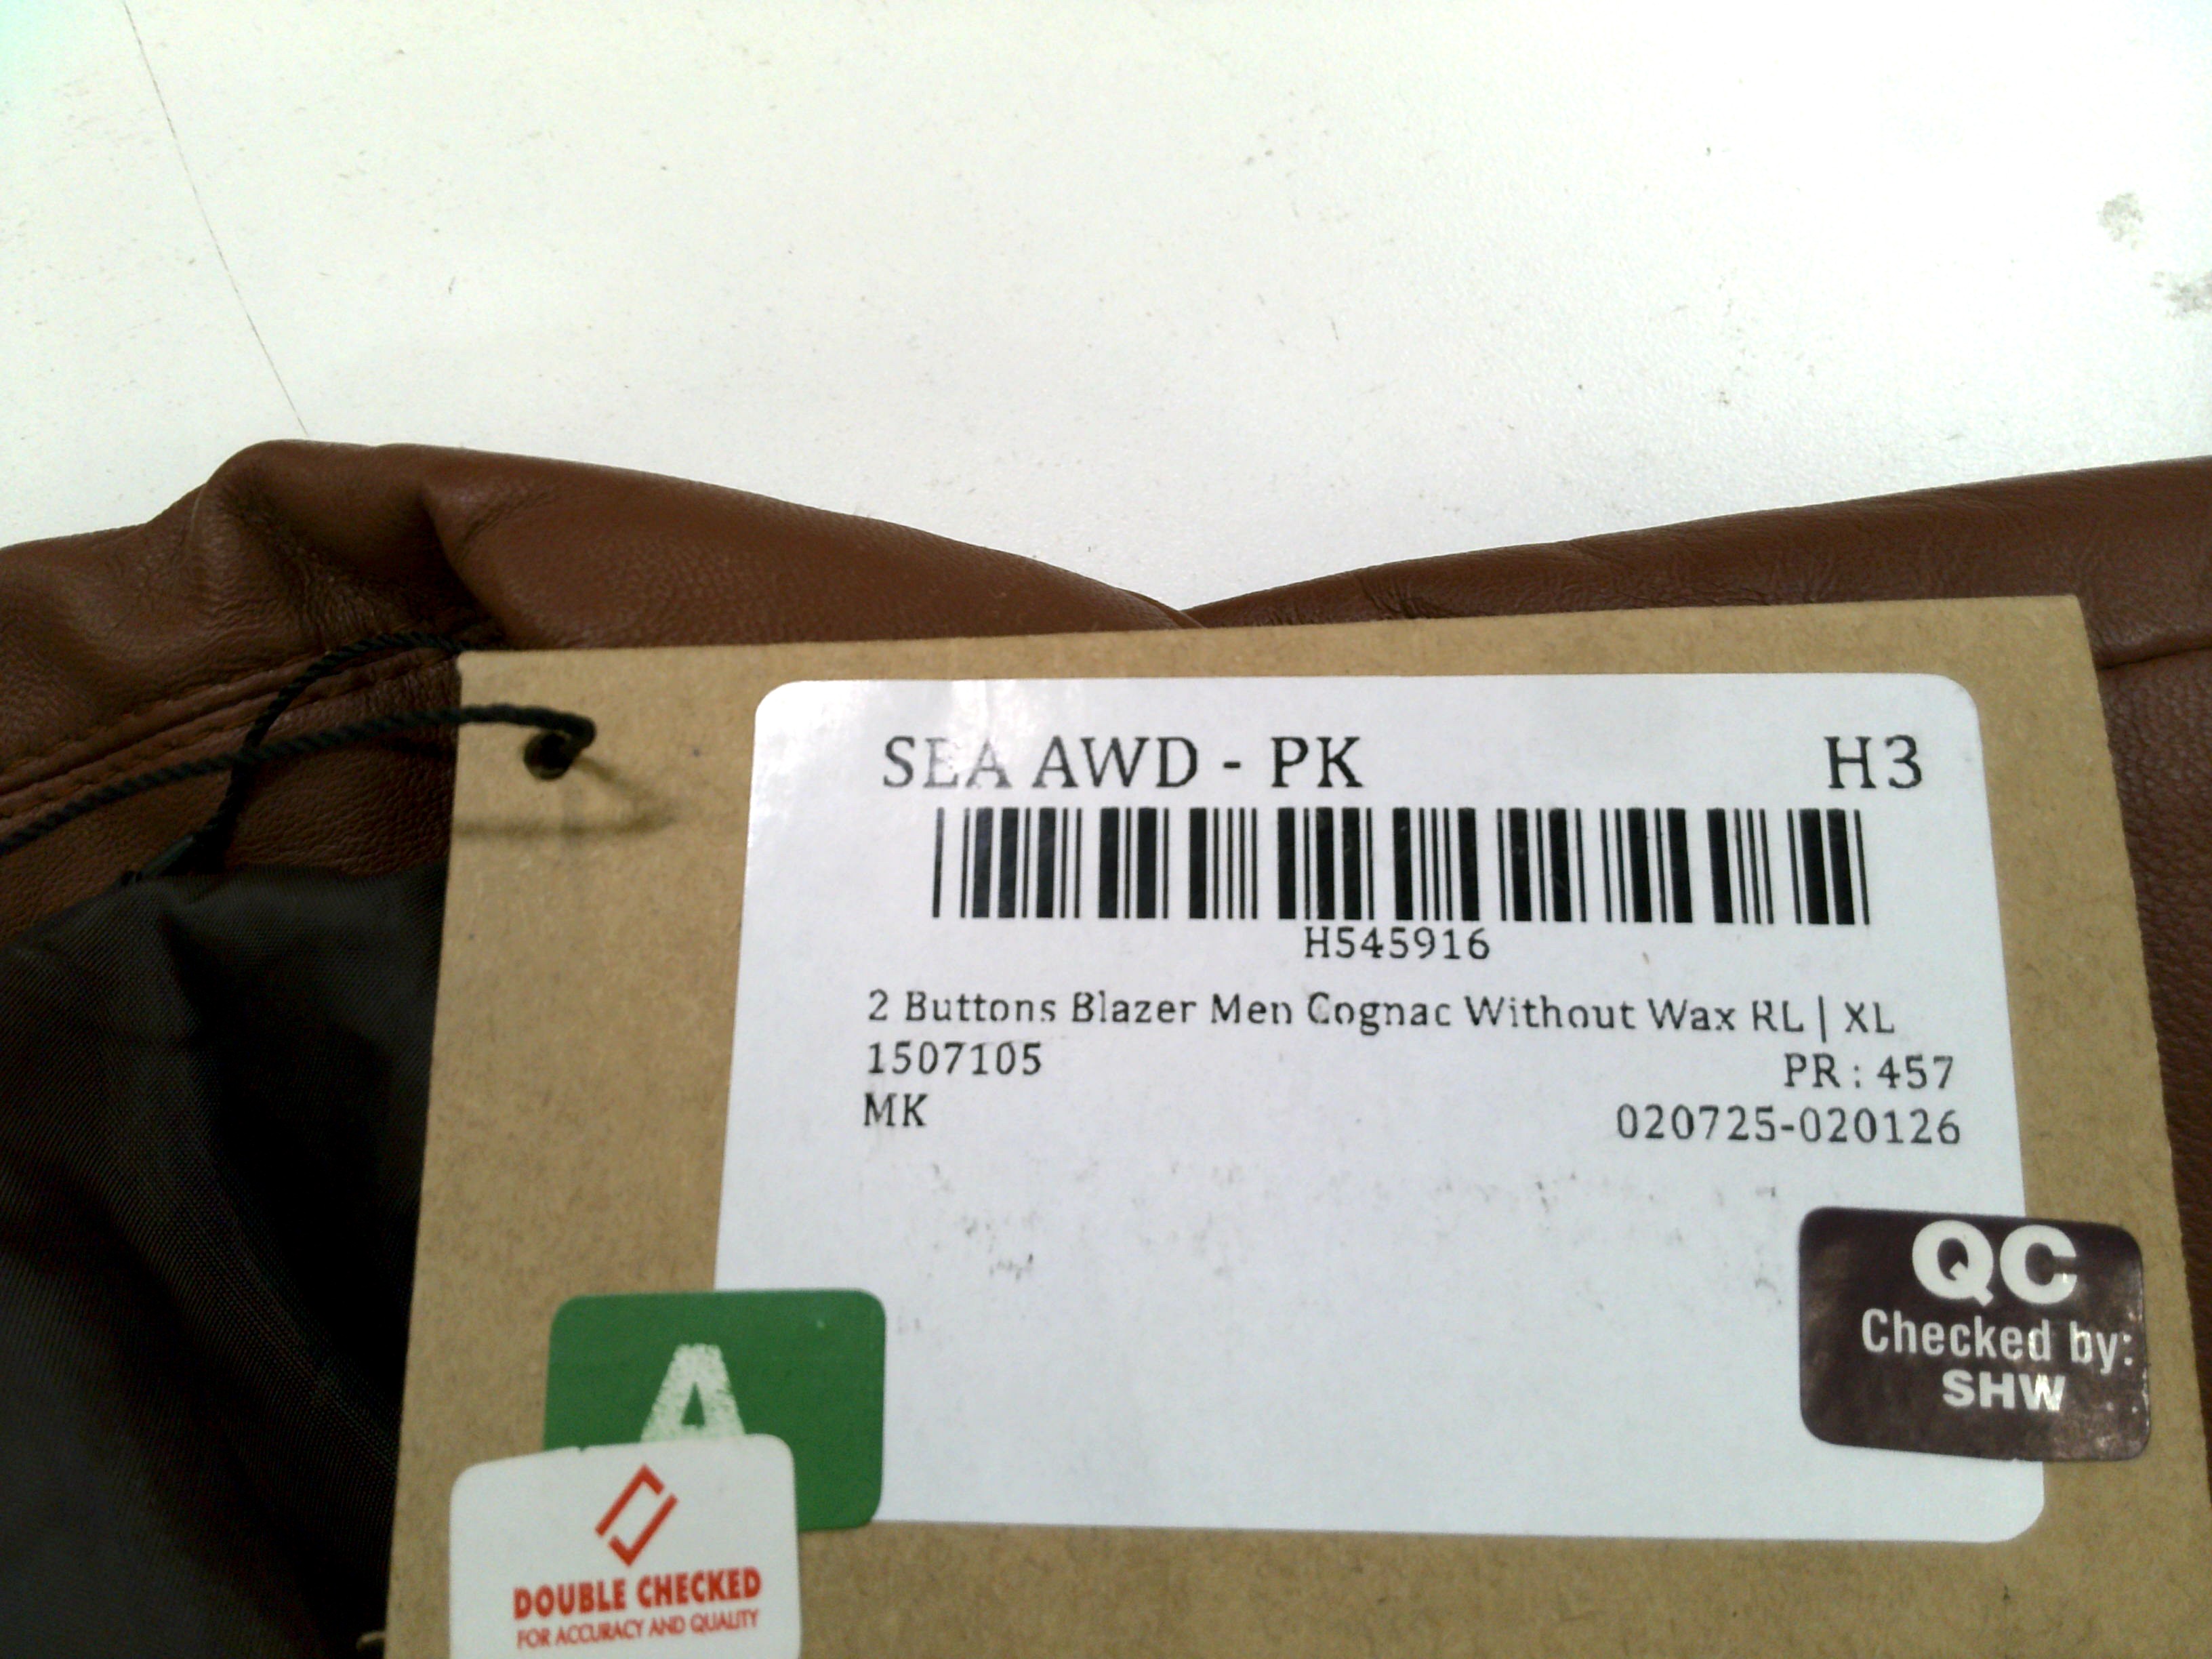 SEA AWD - PK H3
H545916
2 Buttons Blazer Men Cognac Without Wax RL | XL
1507105 PR : 457
MK 020725-020126
QC
Checked by:
SHW
A
DOUBLE CHECKED
FOR ACCURACY AND QUALITY